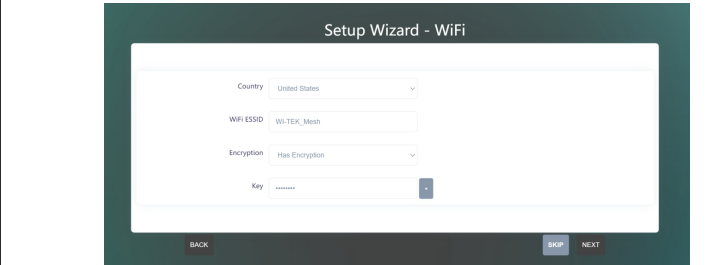 Setup Wizard - WiFi
Country United States
WiFi ESSID WI-TEK_Mesh
Encryption Has Encryption
Key ••••••••
BACK SKIP NEXT